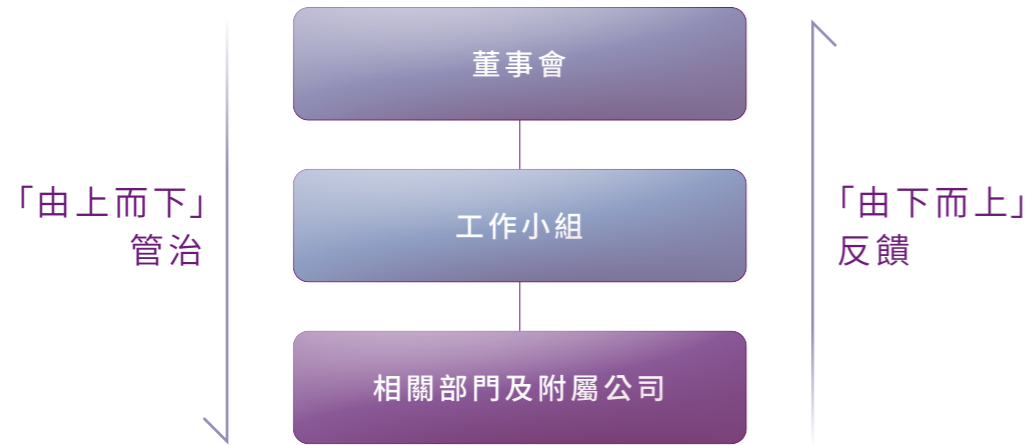 董事會
「由上而下」
管治
工作小組
「由下而上」
反饋
相關部門及附屬公司